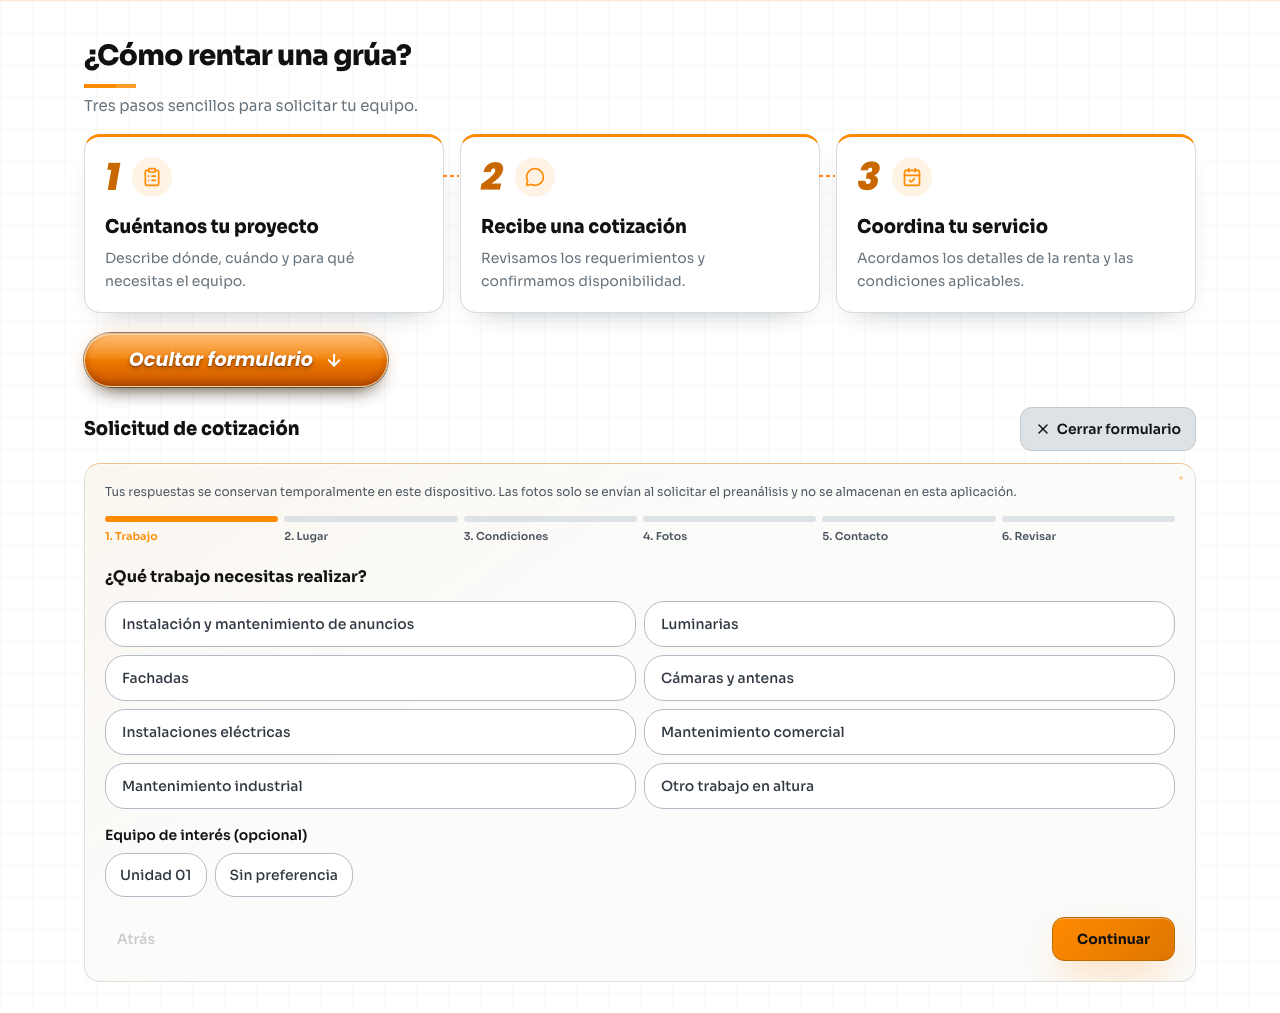 ¿Cómo rentar una grúa?
Tres pasos sencillos para solicitar tu equipo.
1
Cuéntanos tu proyecto
Describe dónde, cuándo y para qué
necesitas el equipo.
2
Recibe una cotización
Revisamos los requerimientos y
confirmamos disponibilidad.
3
Coordina tu servicio
Acordamos los detalles de la renta y las
condiciones aplicables.
Ocultar formulario
Solicitud de cotización
Cerrar formulario
Tus respuestas se conservan temporalmente en este dispositivo. Las fotos solo se envían al solicitar el preanálisis y no se almacenan en esta aplicación.
1. Trabajo
2. Lugar
3. Condiciones
4. Fotos
5. Contacto
6. Revisar
¿Qué trabajo necesitas realizar?
Instalación y mantenimiento de anuncios
Luminarias
Fachadas
Cámaras y antenas
Instalaciones eléctricas
Mantenimiento comercial
Mantenimiento industrial
Otro trabajo en altura
Equipo de interés (opcional)
Unidad 01
Sin preferencia
Atrás
Continuar